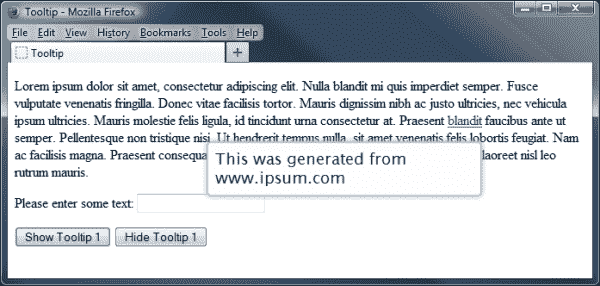 Tooltip - Mozilla Firefox
File Edit View History Bookmarks Tools Help
Tooltip +
Lorem ipsum dolor sit amet, consectetur adipiscing elit. Nulla blandit mi quis imperdiet semper. Fusce
vulputate venenatis fringilla. Donec vitae facilisis tortor. Mauris dignissim nibh ac justo ultricies, nec vehicula
ipsum ultricies. Mauris molestie felis ligula, id tincidunt urna consectetur at. Praesent blandit faucibus ante ut
semper. Pellentesque non tristique nisi. Ut hendrerit tempus nulla, sit amet venenatis felis lobortis feugiat. Nam
ac facilisis magna. Praesent consequa laoreet nisl leo
rutrum mauris.
This was generated from
www.ipsum.com
Please enter some text:
Show Tooltip 1 Hide Tooltip 1